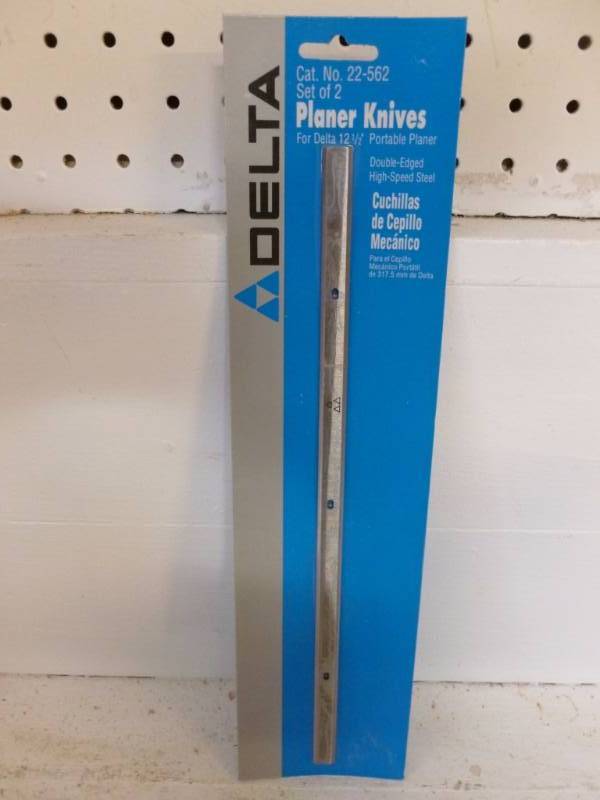 DELTA
Cat. No. 22-562
Set of 2
Planer Knives
For Delta 12 1/2" Portable Planer
Double-Edged
High-Speed Steel
Cuchillas
de Cepillo
Mecánico
Para el Cepillo
Mecánico Portátil
de 317.5 mm de Delta